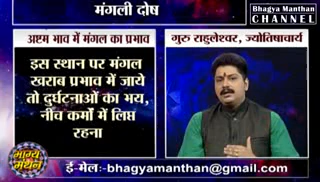 मंगली दोष
Bhagya Manthan
CHANNEL
अष्टम भाव में मंगल का प्रभाव
गुरु राहुलेश्वर, ज्योतिषाचार्य
इस स्थान पर मंगल
खराब प्रभाव में जाये
तो दुर्घटनाओं का भय,
नीच कर्मो में लिप्त
रहना
भाग्य
मंथन
ई-मेलः-bhagyamanthan@gmail.com